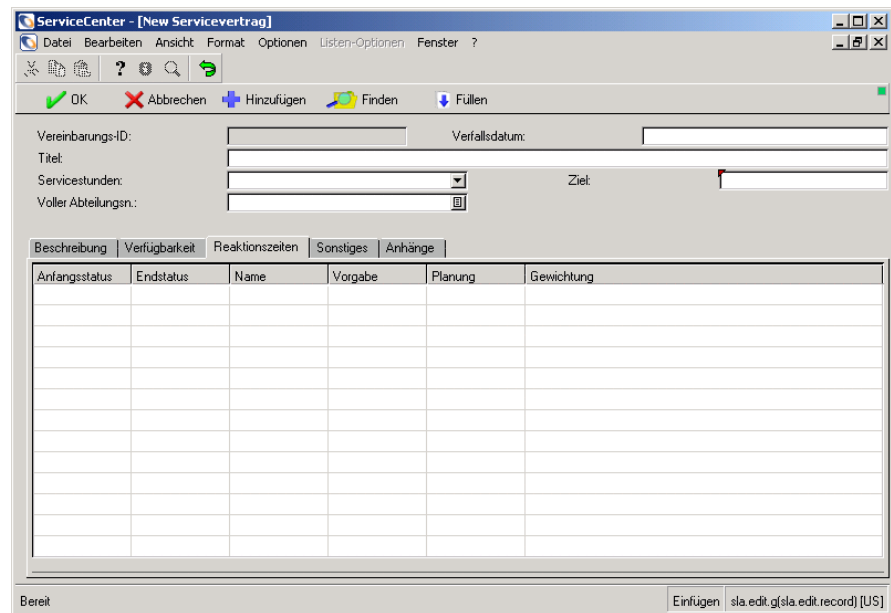 ServiceCenter - [New Servicevertrag]
Datei Bearbeiten Ansicht Format Optionen Listen-Optionen Fenster ?
?
OK Abbrechen Hinzufügen Finden Füllen
Vereinbarungs-ID: Verfallsdatum:
Titel:
Servicestunden: Ziel:
Voller Abteilungsn.:
Beschreibung Verfügbarkeit Reaktionszeiten Sonstiges Anhänge
Anfangsstatus Endstatus Name Vorgabe Planung Gewichtung
Bereit Einfügen sla.edit.g(sla.edit.record) [US]